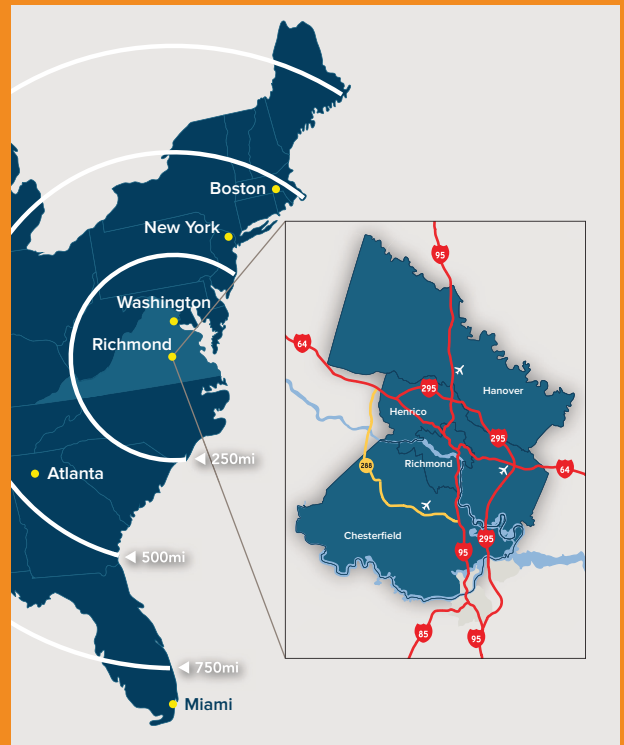 Boston
New York
Washington
Richmond
250mi
Atlanta
500mi
750mi
Miami
95
64
295
Hanover
Henrico
295
288
Richmond
64
Chesterfield
95
295
85
95